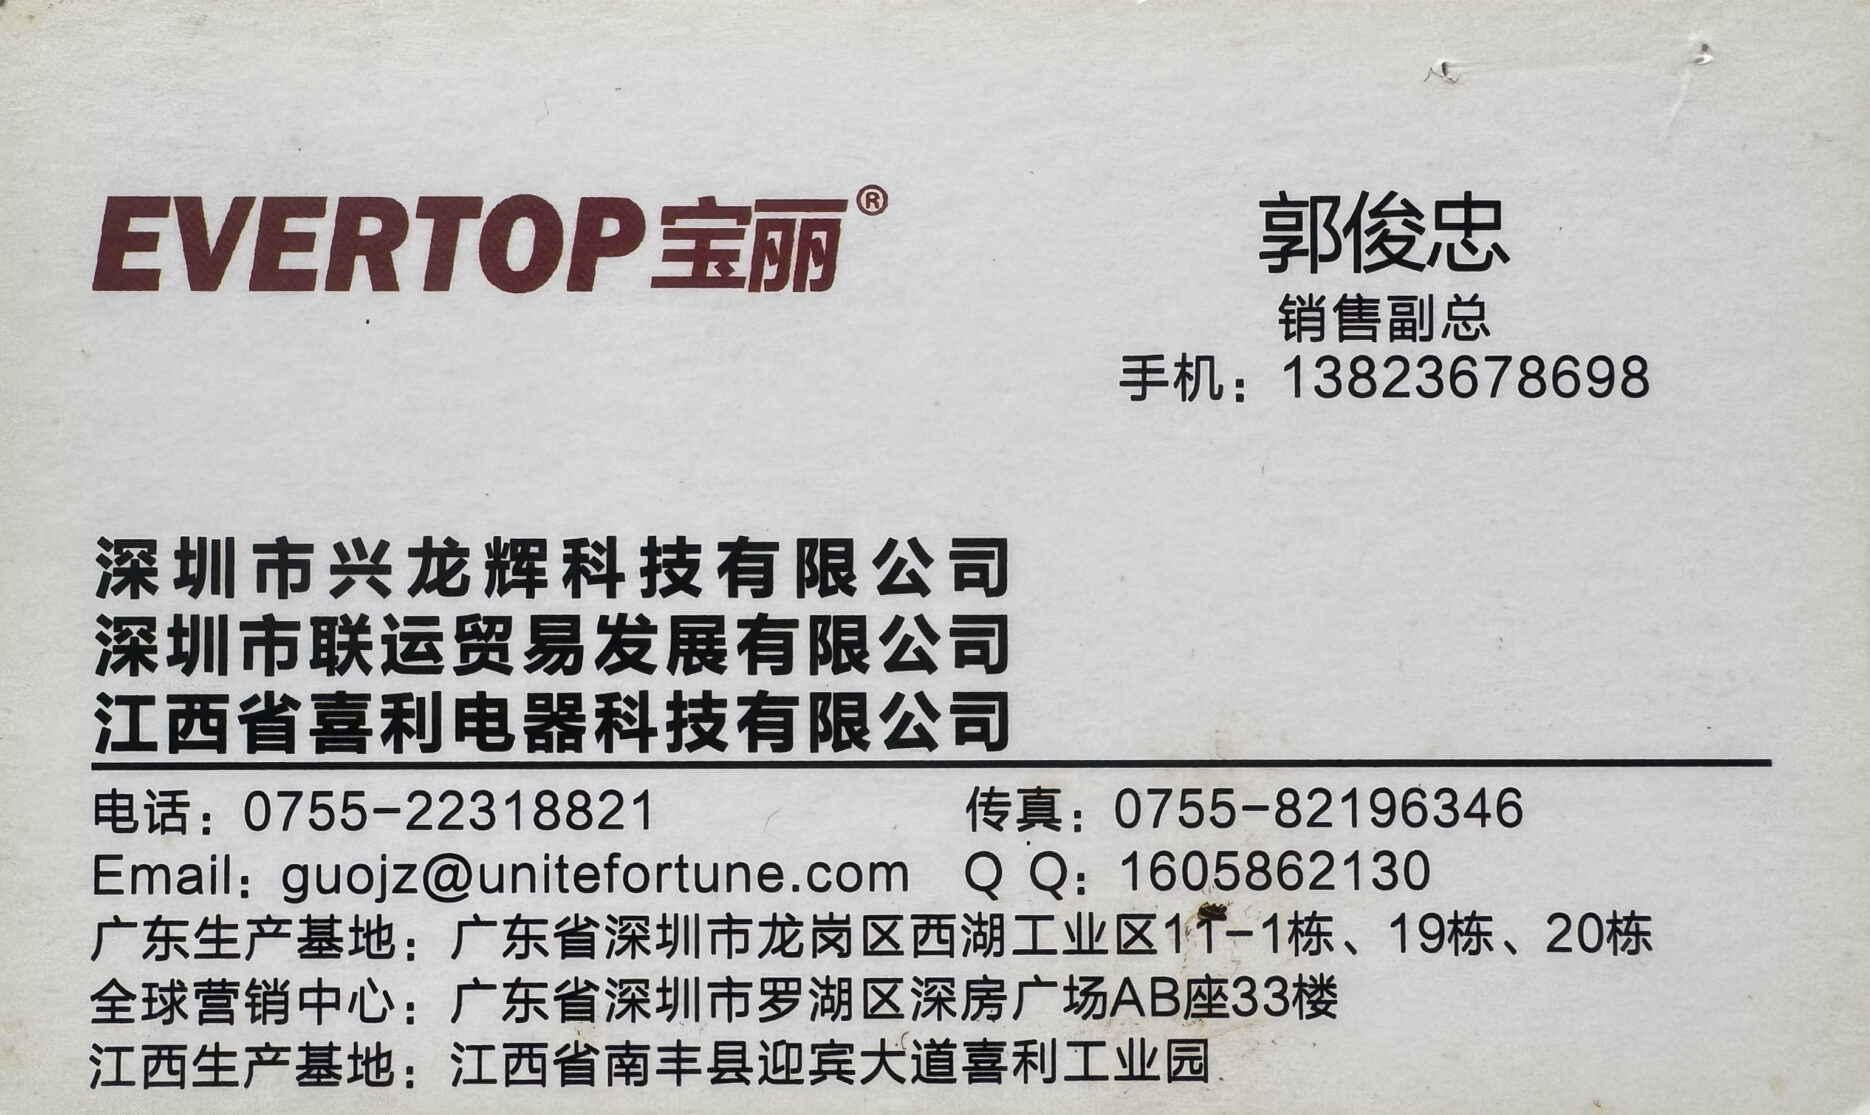 EVERTOP宝丽®
郭俊忠
销售副总
手机：13823678698
深圳市兴龙辉科技有限公司
深圳市联运贸易发展有限公司
江西省喜利电器科技有限公司
电话：0755-22318821 传真：0755-82196346
Email：guojz@unitefortune.com Q Q：1605862130
广东生产基地：广东省深圳市龙岗区西湖工业区11-1栋、19栋、20栋
全球营销中心：广东省深圳市罗湖区深房广场AB座33楼
江西生产基地：江西省南丰县迎宾大道喜利工业园